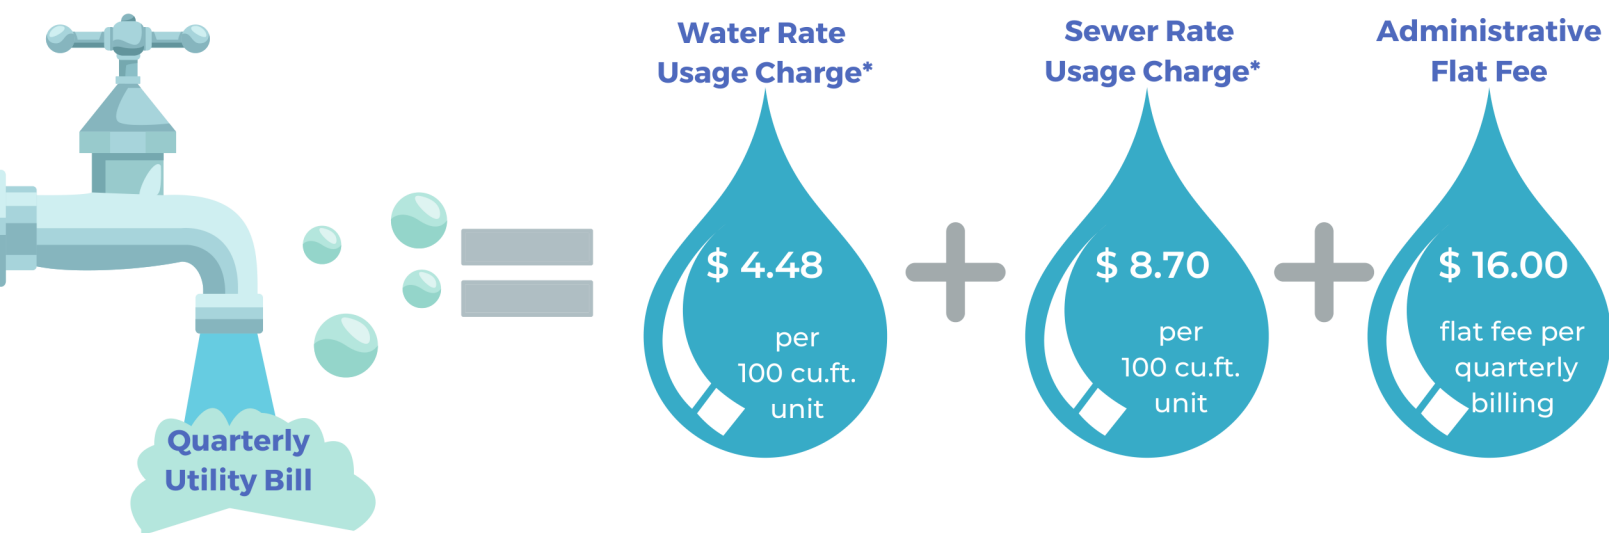 Quarterly
Utility Bill
Water Rate
Usage Charge*
$ 4.48
per
100 cu.ft.
unit
Sewer Rate
Usage Charge*
$ 8.70
per
100 cu.ft.
unit
Administrative
Flat Fee
$ 16.00
flat fee per
quarterly
billing